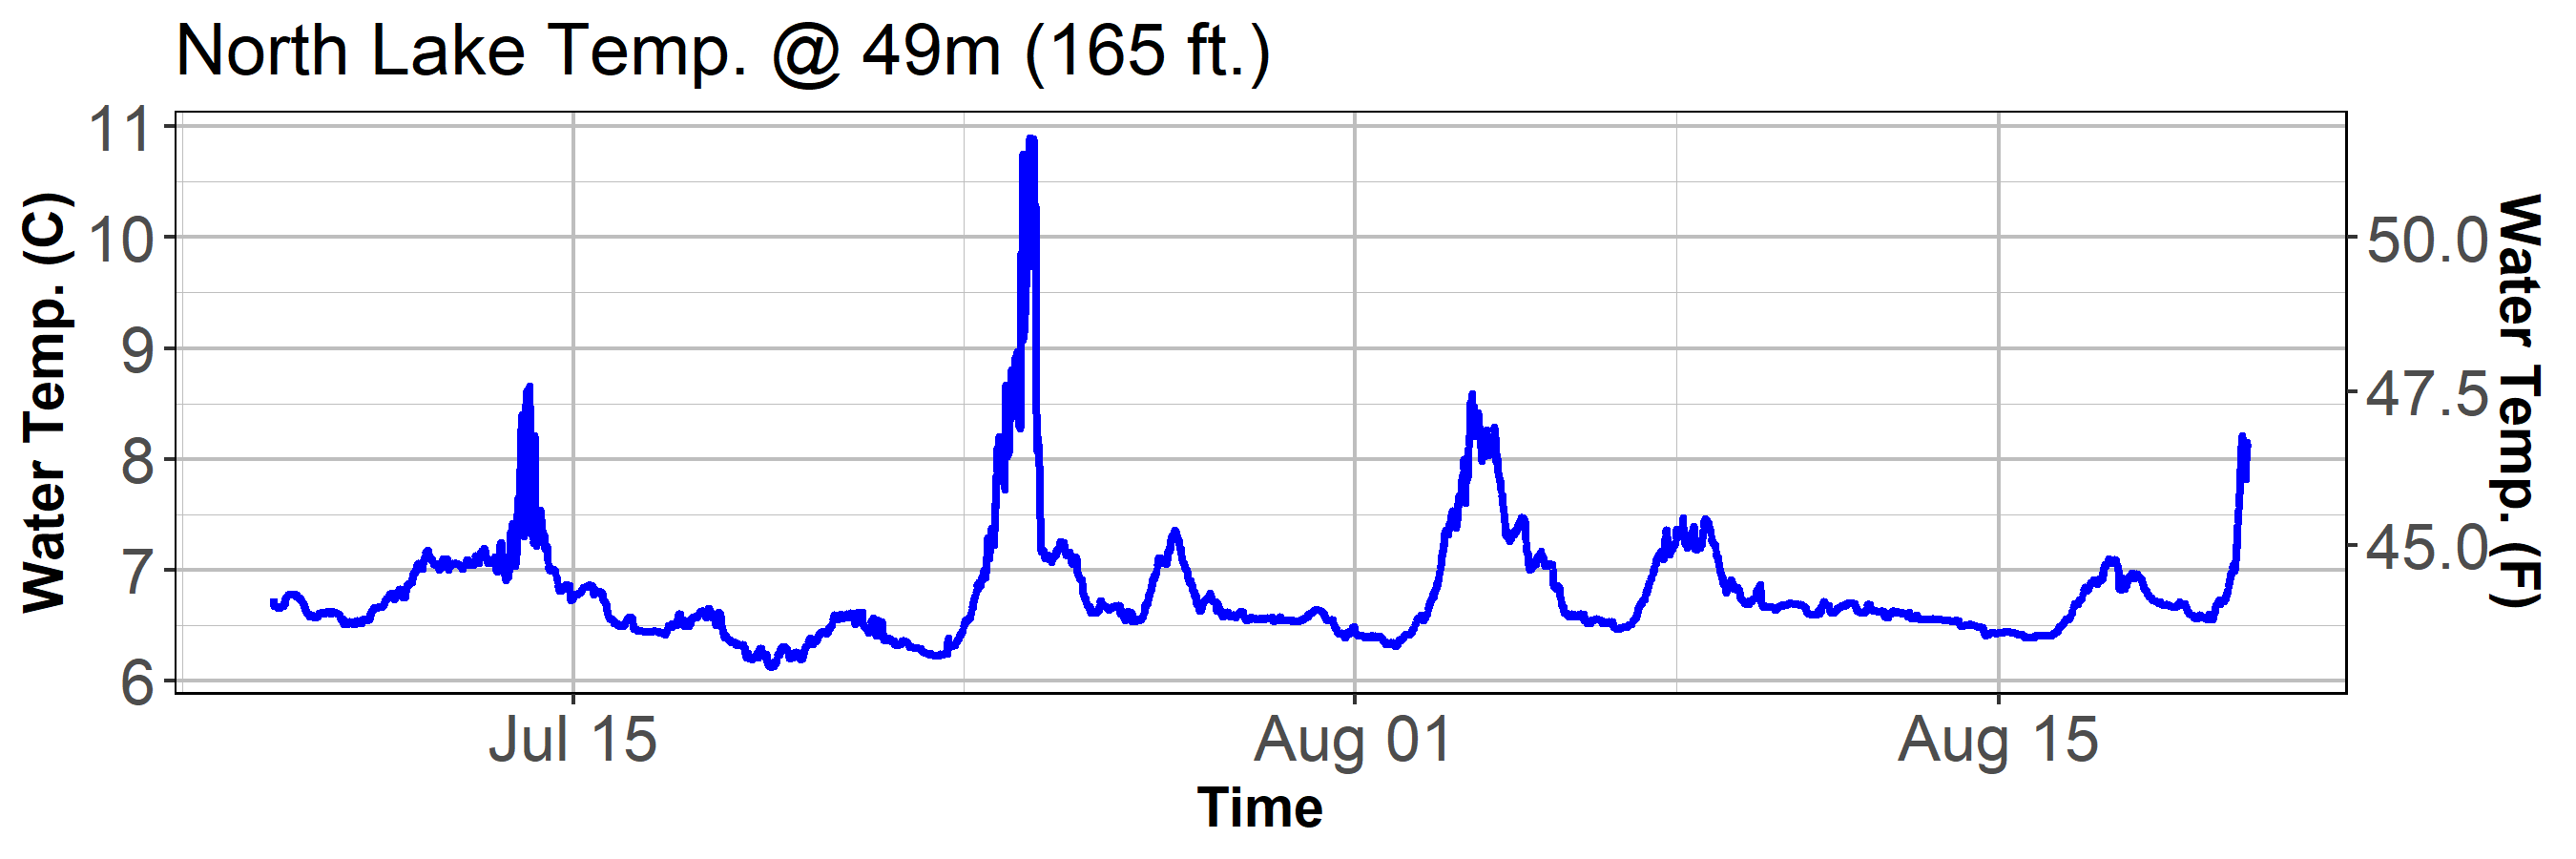 North Lake Temp. @ 49m (165 ft.)
Water Temp. (C)
11
10
9
8
7
6
50.0
47.5
45.0
Water Temp. (F)
Jul 15
Aug 01
Aug 15
Time